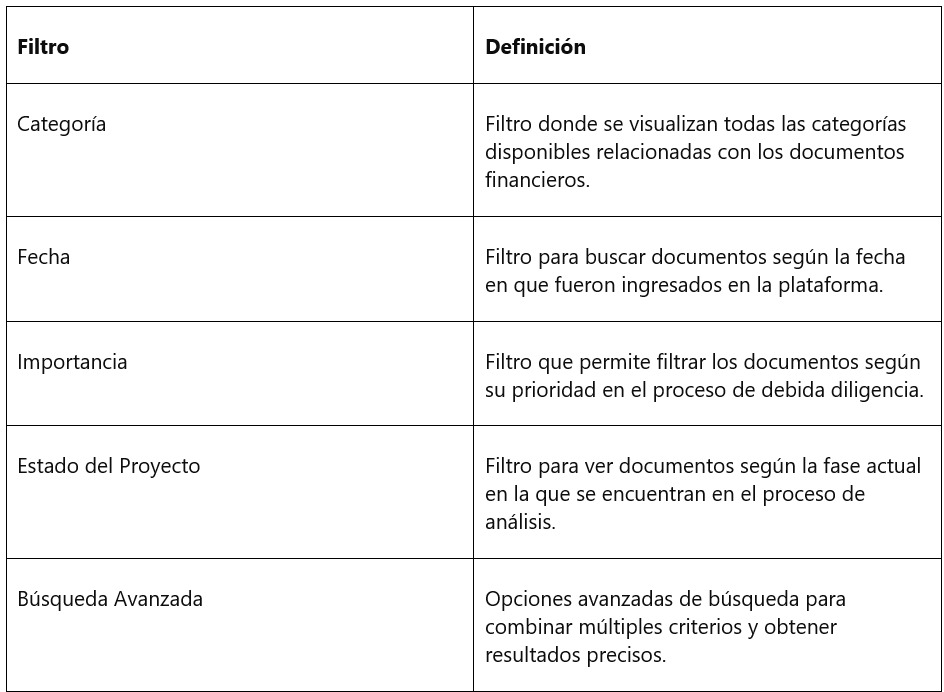 Filtro
Definición
Categoría
Filtro donde se visualizan todas las categorías
disponibles relacionadas con los documentos
financieros.
Fecha
Filtro para buscar documentos según la fecha
en que fueron ingresados en la plataforma.
Importancia
Filtro que permite filtrar los documentos según
su prioridad en el proceso de debida diligencia.
Estado del Proyecto
Filtro para ver documentos según la fase actual
en la que se encuentran en el proceso de
análisis.
Búsqueda Avanzada
Opciones avanzadas de búsqueda para
combinar múltiples criterios y obtener
resultados precisos.